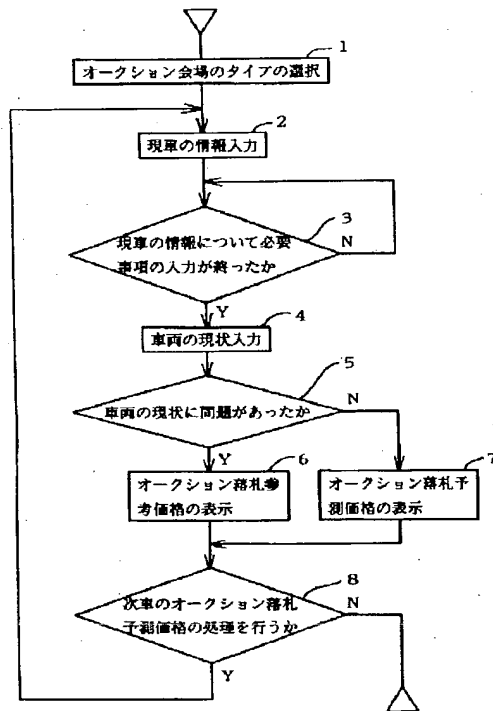 1
オークション会場のタイプの選択
2
現車の情報入力
3
現車の情報について必要
事項の入力が終ったか
N
Y
4
車両の現状入力
5
車両の現状に問題があったか
N
Y
6
オークション落札参
考価格の表示
7
オークション落札予
測価格の表示
8
次車のオークション落札
予測価格の処理を行うか
N
Y